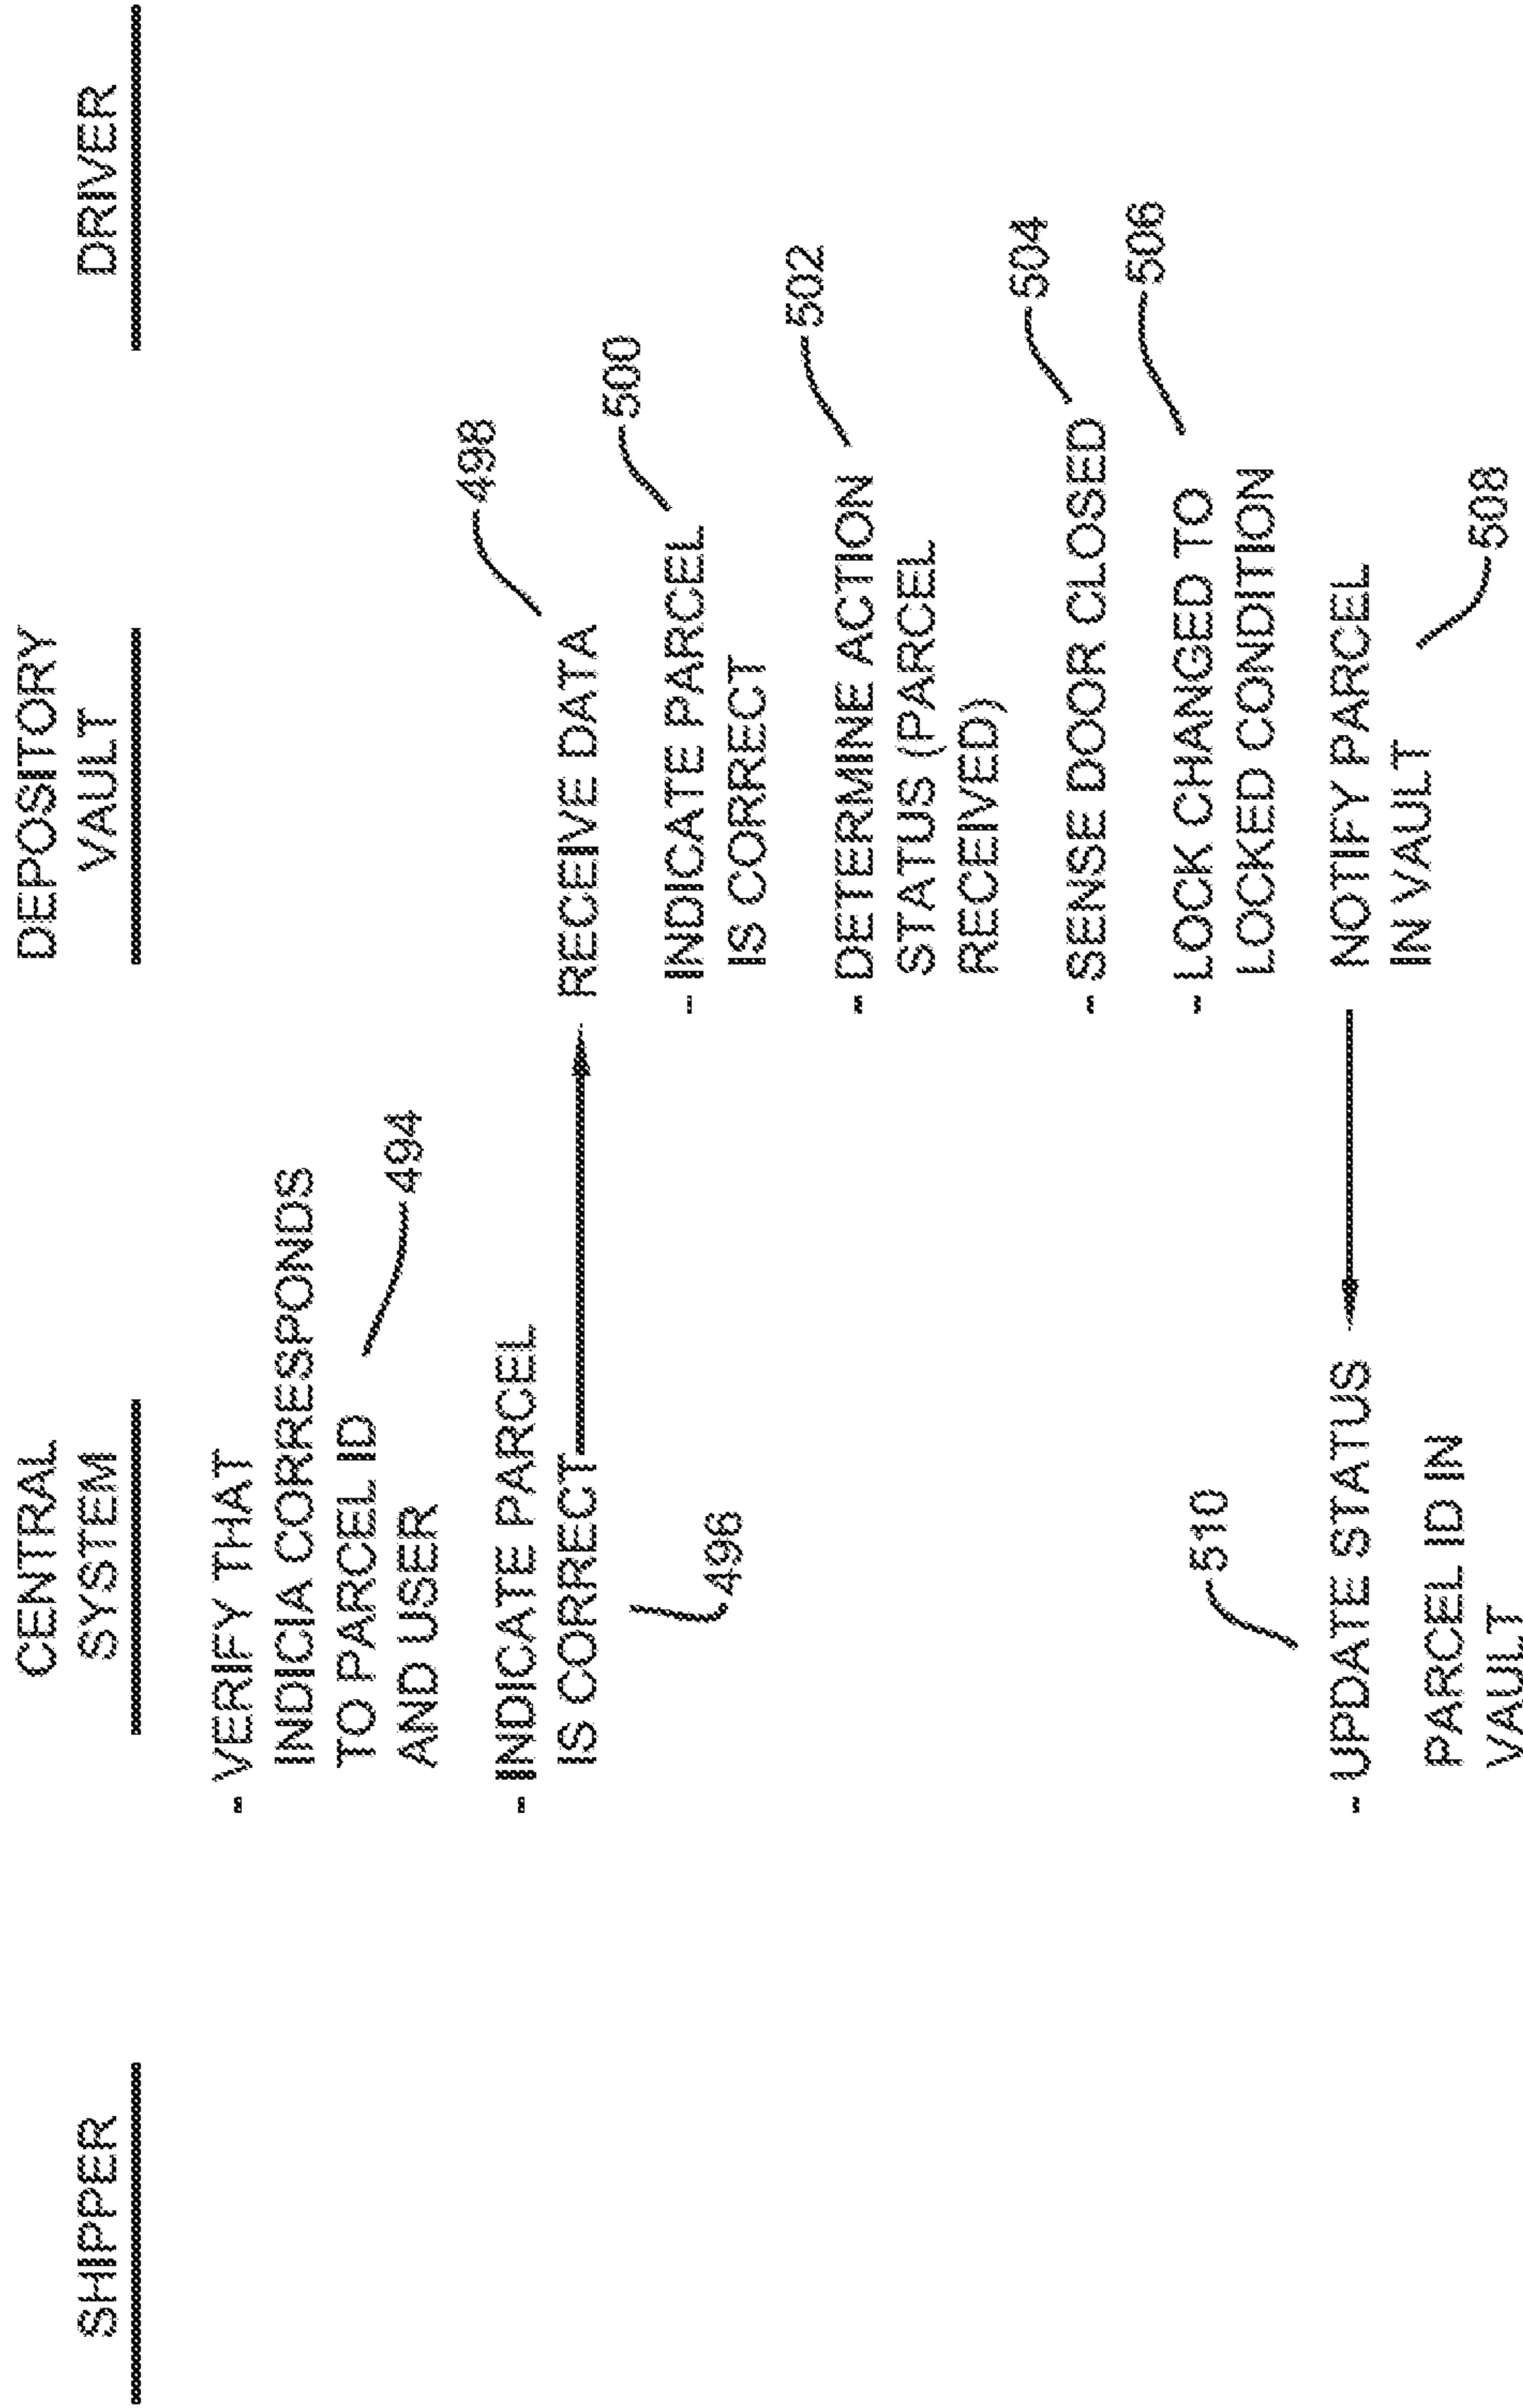 SHIPPER
CENTRAL
SYSTEM
DEPOSITORY
VAULT
DRIVER
- VERIFY THAT
INDICIA CORRESPONDS
TO PARCEL ID
AND USER
494
- INDICATE PARCEL
IS CORRECT
496
RECEIVE DATA
498
- INDICATE PARCEL
IS CORRECT
500
- DETERMINE ACTION
STATUS (PARCEL
RECEIVED)
502
- SENSE DOOR CLOSED
504
- LOCK CHANGED TO
LOCKED CONDITION
506
NOTIFY PARCEL
IN VAULT
508
510
- UPDATE STATUS
PARCEL ID IN
VAULT